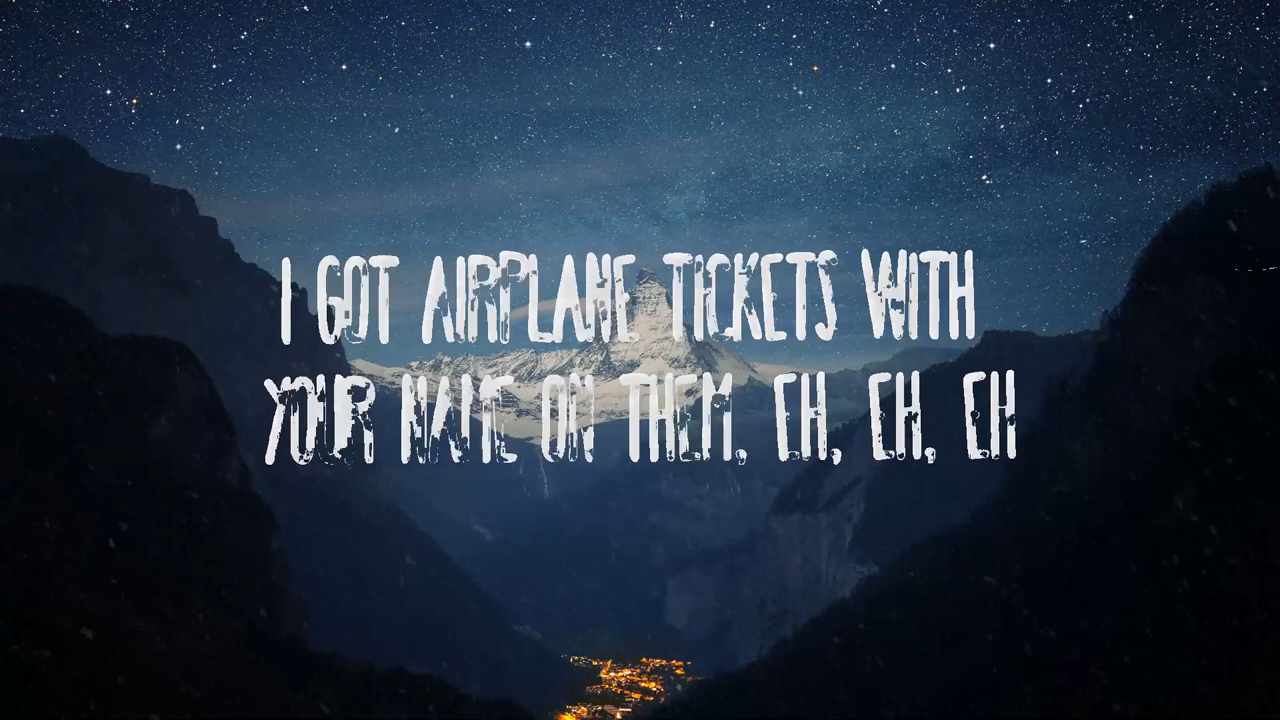 I GOT AIRPLANE TICKETS WITH
YOUR NAME ON THEM, EH, EH, EH